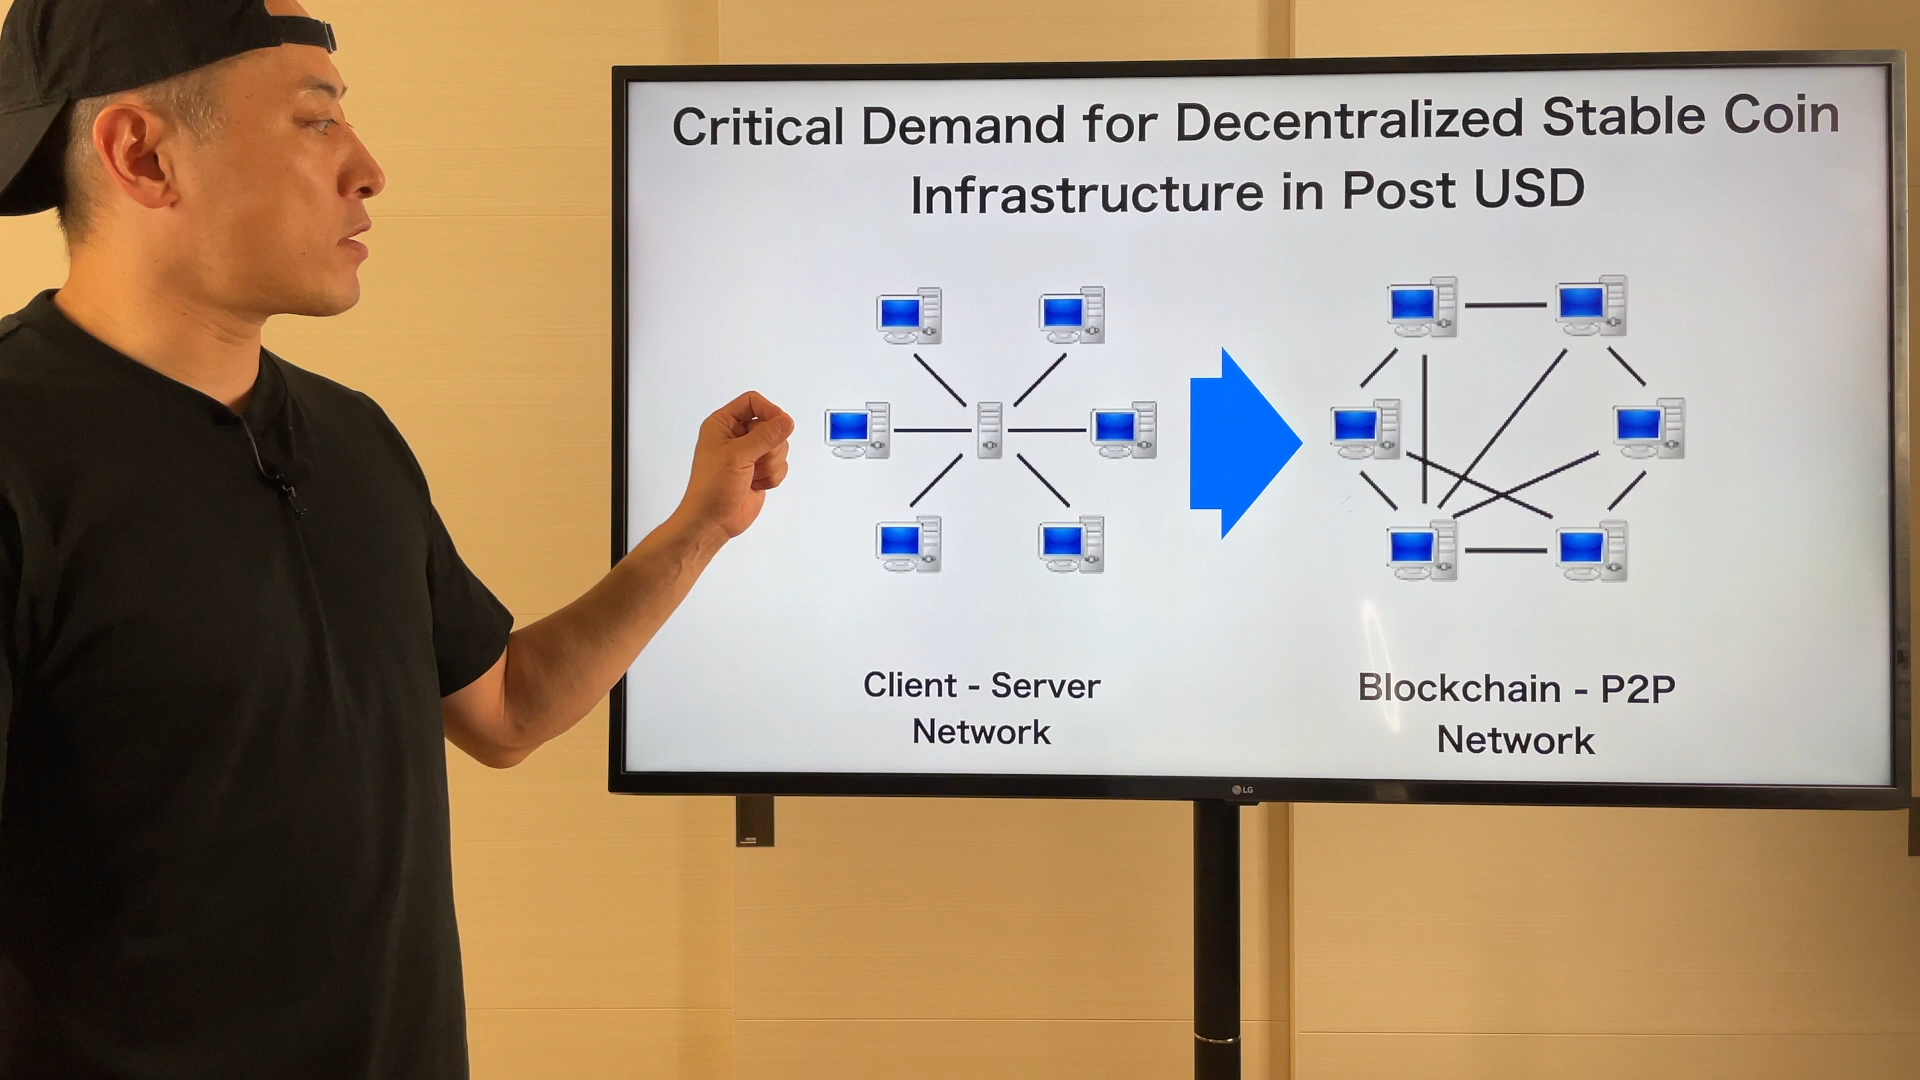 Critical Demand for Decentralized Stable Coin
Infrastructure in Post USD
Client - Server
Network
Blockchain - P2P
Network
LG